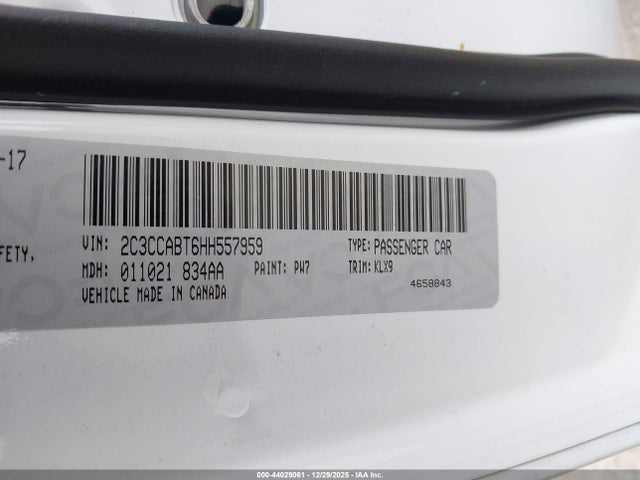 -17
VIN: 2C3CCABT6HH557959 TYPE: PASSENGER CAR
FETY,
MDH: 011021 834AA PAINT: PW7 TRIM: KLX9
VEHICLE MADE IN CANADA 4658843
000-44029061 - 12/29/2025 - IAA Inc.